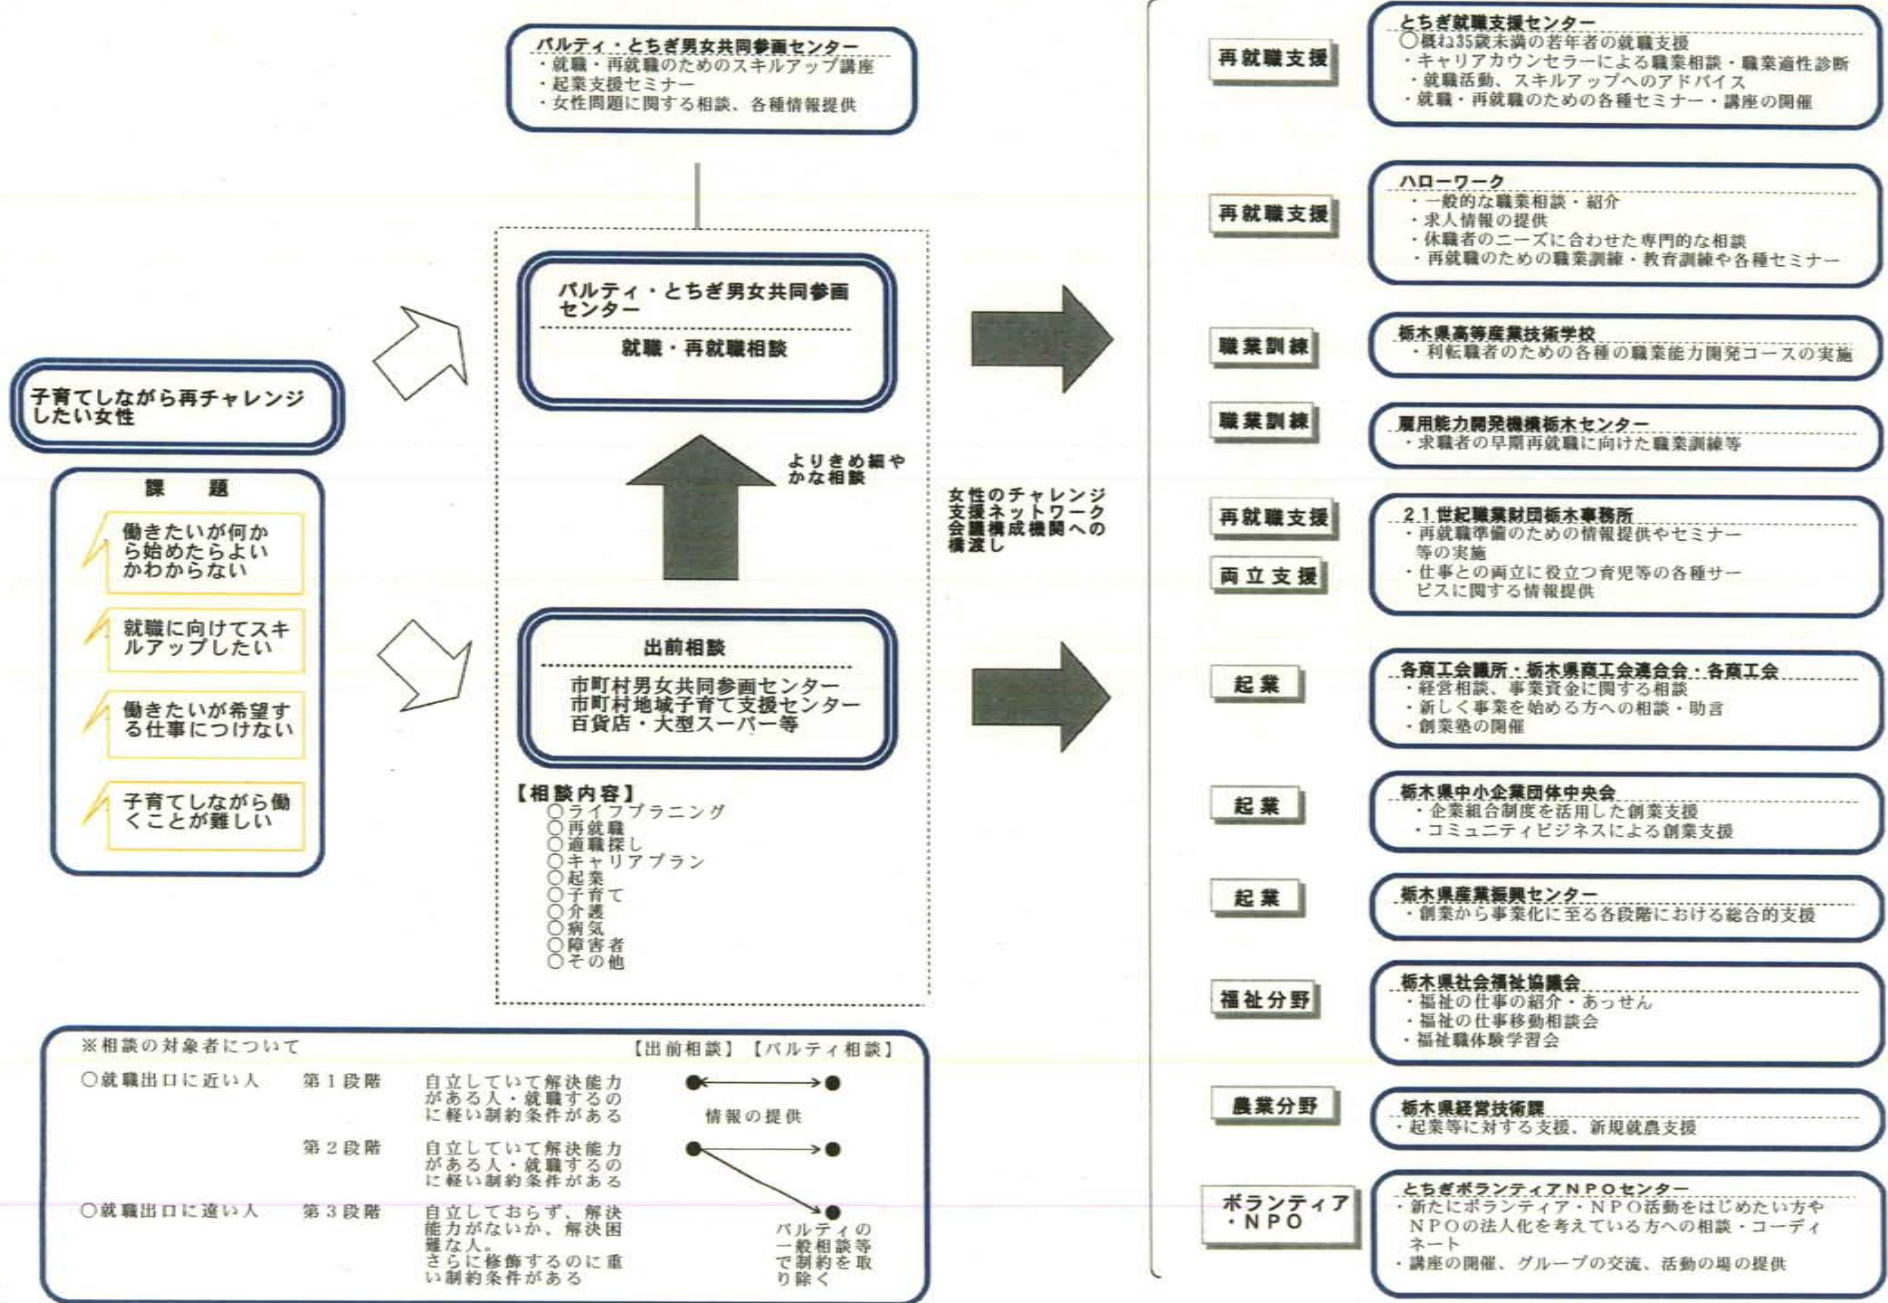 パルティ・とちぎ男女共同参画センター
・就職・再就職のためのスキルアップ講座
・起業支援セミナー
・女性問題に関する相談、各種情報提供
子育てしながら再チャレンジ
したい女性
課 題
働きたいが何か
ら始めたらよい
かわからない
就職に向けてスキ
ルアップしたい
働きたいが希望す
る仕事につけない
子育てしながら働
くことが難しい
パルティ・とちぎ男女共同参画
センター
就職・再就職相談
よりきめ細や
かな相談
出前相談
市町村男女共同参画センター
市町村地域子育て支援センター
百貨店・大型スーパー等
【相談内容】
○ライフプラニング
○再就職
○適職探し
○キャリアプラン
○起業
○子育て
○介護
○病気
○障害者
○その他
女性のチャレンジ
支援ネットワーク
会議構成機関への
橋渡し
再就職支援
とちぎ就職支援センター
○概ね35歳未満の若年者の就職支援
・キャリアカウンセラーによる職業相談・職業適性診断
・就職活動、スキルアップへのアドバイス
・就職・再就職のための各種セミナー・講座の開催
再就職支援
ハローワーク
・一般的な職業相談・紹介
・求人情報の提供
・休職者のニーズに合わせた専門的な相談
・再就職のための職業訓練・教育訓練や各種セミナー
職業訓練
栃木県高等産業技術学校
・利転職者のための各種の職業能力開発コースの実施
職業訓練
雇用能力開発機構栃木センター
・求職者の早期再就職に向けた職業訓練等
再就職支援
両立支援
21世紀職業財団栃木事務所
・再就職準備のための情報提供やセミナー
等の実施
・仕事との両立に役立つ育児等の各種サー
ビスに関する情報提供
起業
各商工会議所・栃木県商工会連合会・各商工会
・経営相談、事業資金に関する相談
・新しく事業を始める方への相談・助言
・創業塾の開催
起業
栃木県中小企業団体中央会
・企業組合制度を活用した創業支援
・コミュニティビジネスによる創業支援
起業
栃木県産業振興センター
・創業から事業化に至る各段階における総合的支援
福祉分野
栃木県社会福祉協議会
・福祉の仕事の紹介・あっせん
・福祉の仕事移動相談会
・福祉職体験学習会
農業分野
栃木県経営技術課
・起業等に対する支援、新規就農支援
ボランティア
・NPO
とちぎボランティアNPOセンター
・新たにボランティア・NPO活動をはじめたい方や
NPOの法人化を考えている方への相談・コーディ
ネート
・講座の開催、グループの交流、活動の場の提供
※相談の対象者について 【出前相談】【パルティ相談】
○就職出口に近い人 第1段階 自立していて解決能力
がある人・就職するの
に軽い制約条件がある
情報の提供
第2段階 自立していて解決能力
がある人・就職するの
に軽い制約条件がある
○就職出口に遠い人 第3段階 自立しておらず、解決
能力がないか、解決困
難な人。
さらに修飾するのに重
い制約条件がある
パルティの
一般相談等
で制約を取
り除く